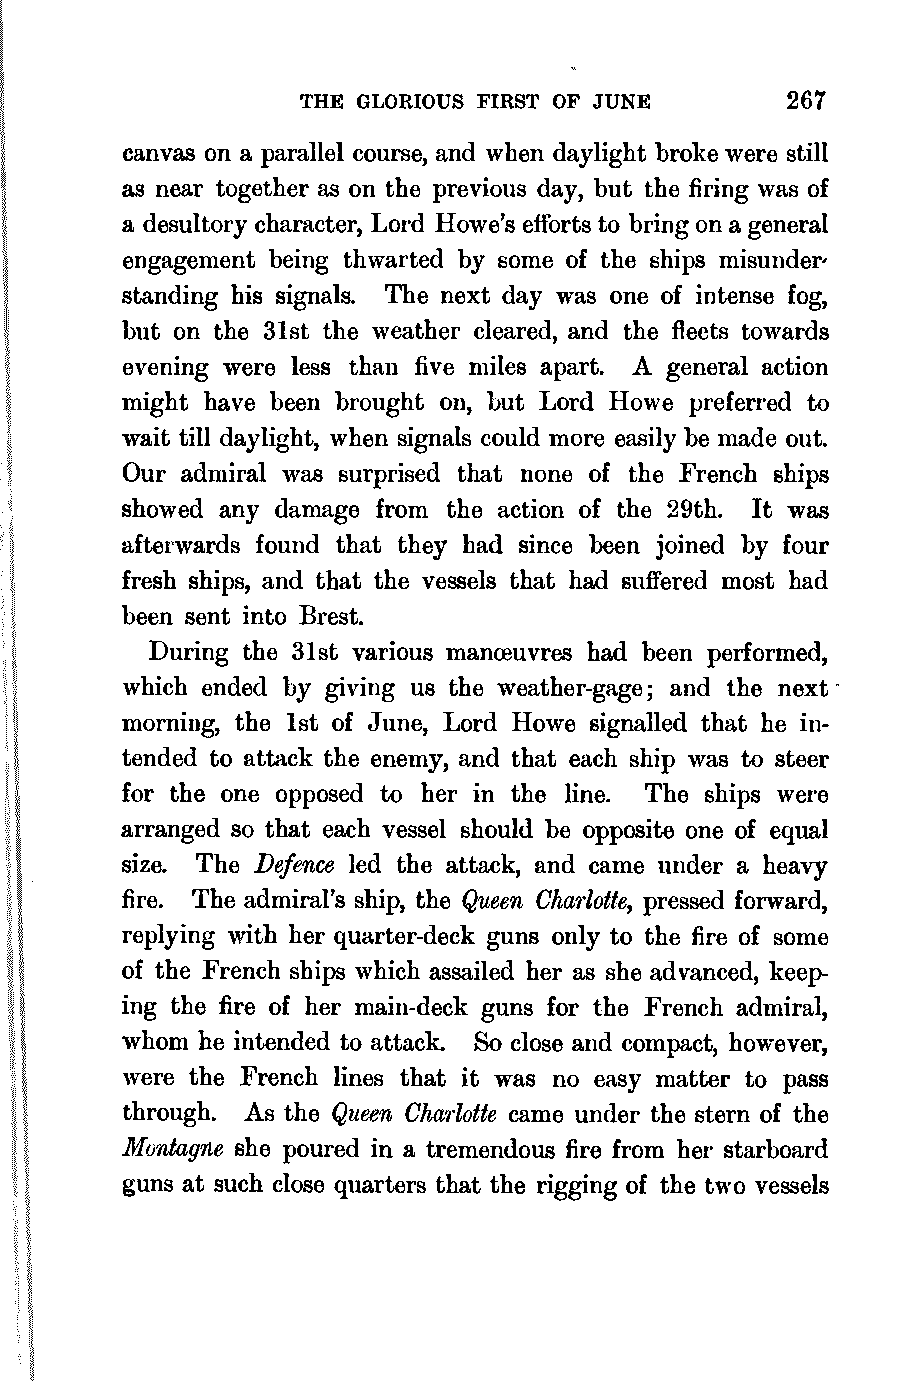 THE GLORIOUS FIRST OF JUNE 267
canvas on a parallel course, and when daylight broke were still
as near together as on the previous day, but the firing was of
a desultory character, Lord Howe's efforts to bring on a general
engagement being thwarted by some of the ships misunder-
standing his signals. The next day was one of intense fog,
but on the 31st the weather cleared, and the fleets towards
evening were less than five miles apart. A general action
might have been brought on, but Lord Howe preferred to
wait till daylight, when signals could more easily be made out.
Our admiral was surprised that none of the French ships
showed any damage from the action of the 29th. It was
afterwards found that they had since been joined by four
fresh ships, and that the vessels that had suffered most had
been sent into Brest.
During the 31st various manœuvres had been performed,
which ended by giving us the weather-gage; and the next
morning, the 1st of June, Lord Howe signalled that he in-
tended to attack the enemy, and that each ship was to steer
for the one opposed to her in the line. The ships were
arranged so that each vessel should be opposite one of equal
size. The Defence led the attack, and came under a heavy
fire. The admiral's ship, the Queen Charlotte, pressed forward,
replying with her quarter-deck guns only to the fire of some
of the French ships which assailed her as she advanced, keep-
ing the fire of her main-deck guns for the French admiral,
whom he intended to attack. So close and compact, however,
were the French lines that it was no easy matter to pass
through. As the Queen Charlotte came under the stern of the
Montagne she poured in a tremendous fire from her starboard
guns at such close quarters that the rigging of the two vessels